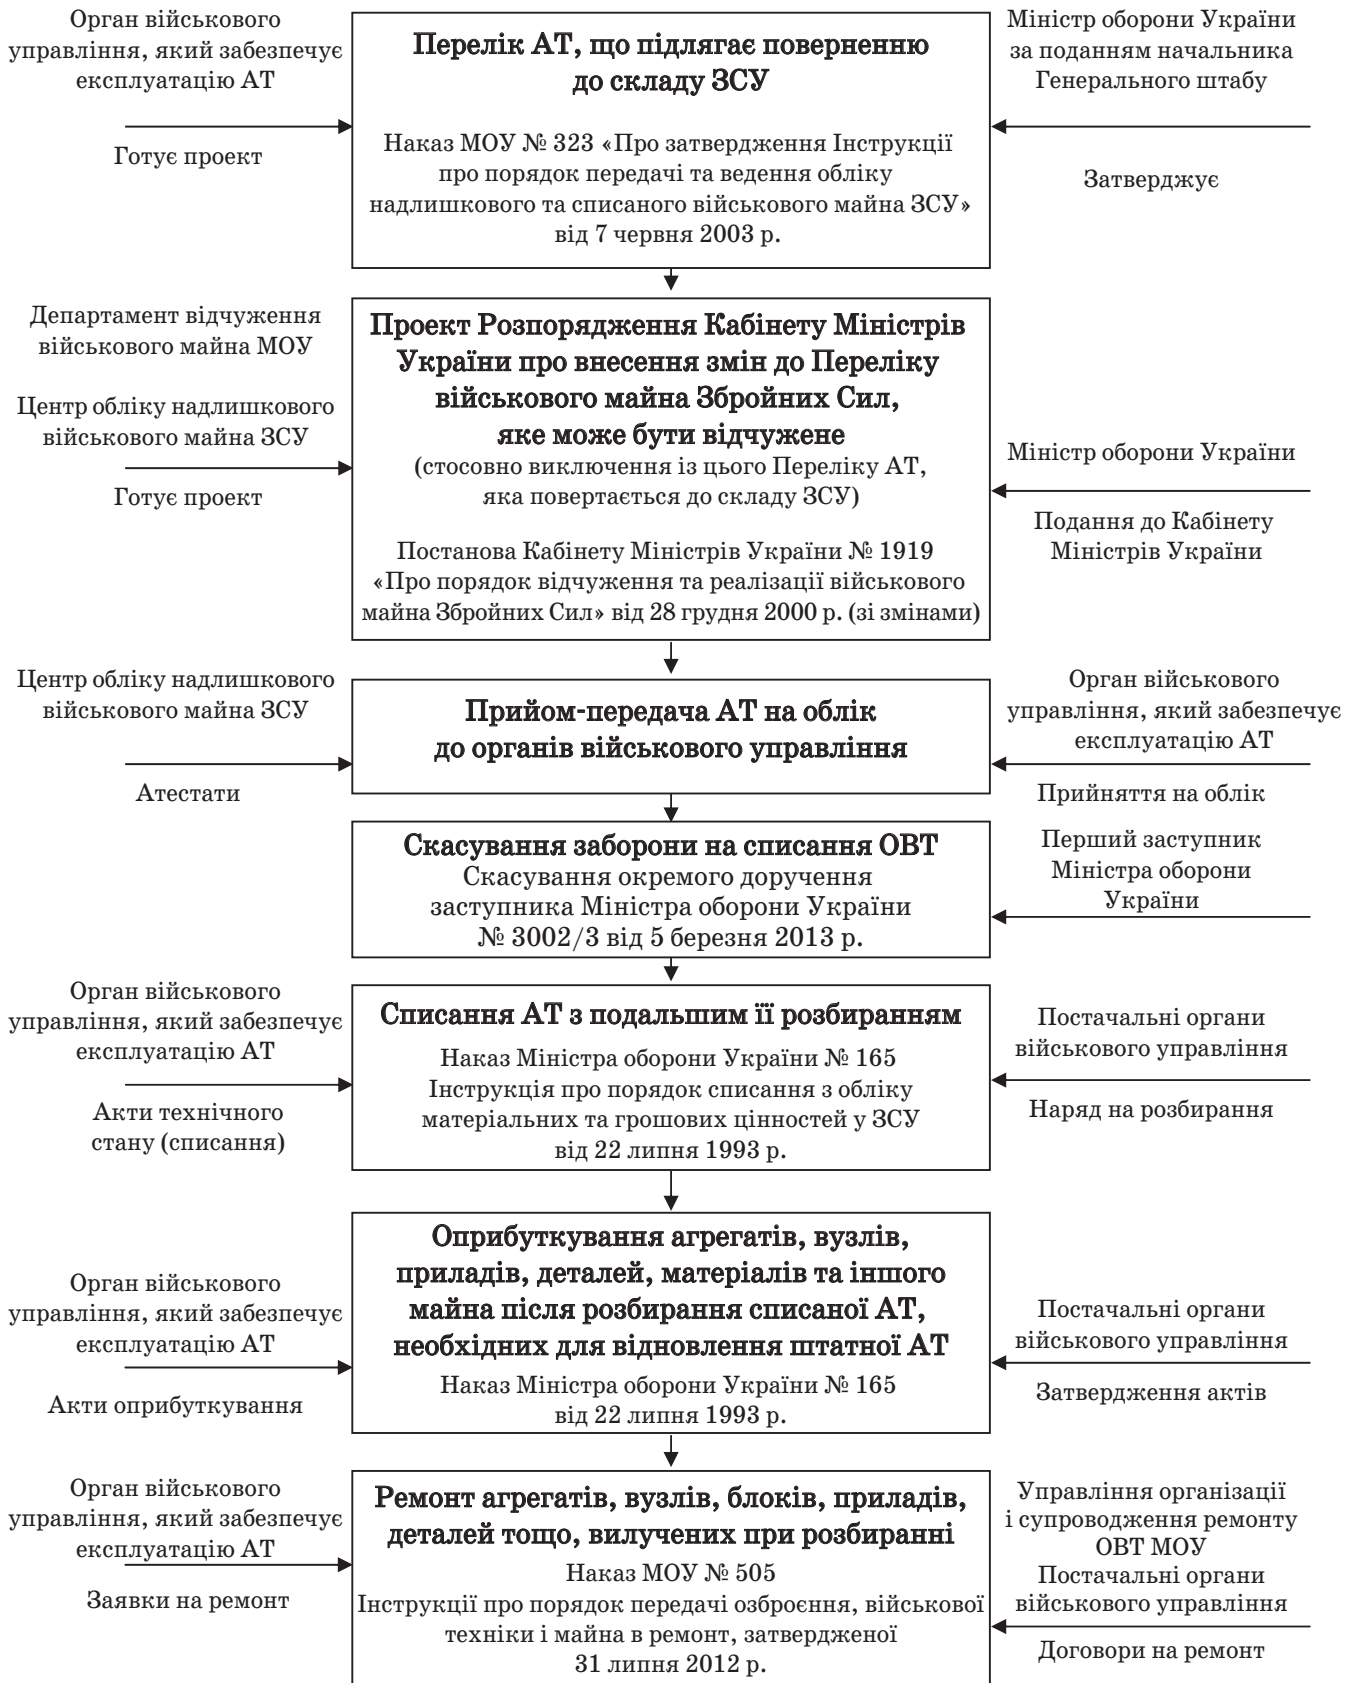 Орган військового
управління, який забезпечує
експлуатацію АТ
Готує проект
Перелік АТ, що підлягає поверненню
до складу ЗСУ
Наказ МОУ № 323 «Про затвердження Інструкції
про порядок передачі та ведення обліку
надлишкового та списаного військового майна ЗСУ»
від 7 червня 2003 р.
Міністр оборони України
за поданням начальника
Генерального штабу
Затверджує
Департамент відчуження
військового майна МОУ
Центр обліку надлишкового
військового майна ЗСУ
Готує проект
Проект Розпорядження Кабінету Міністрів
України про внесення змін до Переліку
військового майна Збройних Сил,
яке може бути відчужене
(стосовно виключення із цього Переліку АТ,
яка повертається до складу ЗСУ)
Постанова Кабінету Міністрів України № 1919
«Про порядок відчуження та реалізації військового
майна Збройних Сил» від 28 грудня 2000 р. (зі змінами)
Міністр оборони України
Подання до Кабінету
Міністрів України
Центр обліку надлишкового
військового майна ЗСУ
Атестати
Прийом-передача АТ на облік
до органів військового управління
Орган військового
управління, який забезпечує
експлуатацію АТ
Прийняття на облік
Скасування заборони на списання ОВТ
Скасування окремого доручення
заступника Міністра оборони України
№ 3002/3 від 5 березня 2013 р.
Перший заступник
Міністра оборони
України
Орган військового
управління, який забезпечує
експлуатацію АТ
Акти технічного
стану (списання)
Списання АТ з подальшим її розбиранням
Наказ Міністра оборони України № 165
Інструкція про порядок списання з обліку
матеріальних та грошових цінностей у ЗСУ
від 22 липня 1993 р.
Постачальні органи
військового управління
Наряд на розбирання
Орган військового
управління, який забезпечує
експлуатацію АТ
Акти оприбуткування
Оприбуткування агрегатів, вузлів,
приладів, деталей, матеріалів та іншого
майна після розбирання списаної АТ,
необхідних для відновлення штатної АТ
Наказ Міністра оборони України № 165
від 22 липня 1993 р.
Постачальні органи
військового управління
Затвердження актів
Орган військового
управління, який забезпечує
експлуатацію АТ
Заявки на ремонт
Ремонт агрегатів, вузлів, блоків, приладів,
деталей тощо, вилучених при розбиранні
Наказ МОУ № 505
Інструкції про порядок передачі озброєння, військової
техніки і майна в ремонт, затвердженої
31 липня 2012 р.
Управління організації
і супроводження ремонту
ОВТ МОУ
Постачальні органи
військового управління
Договори на ремонт